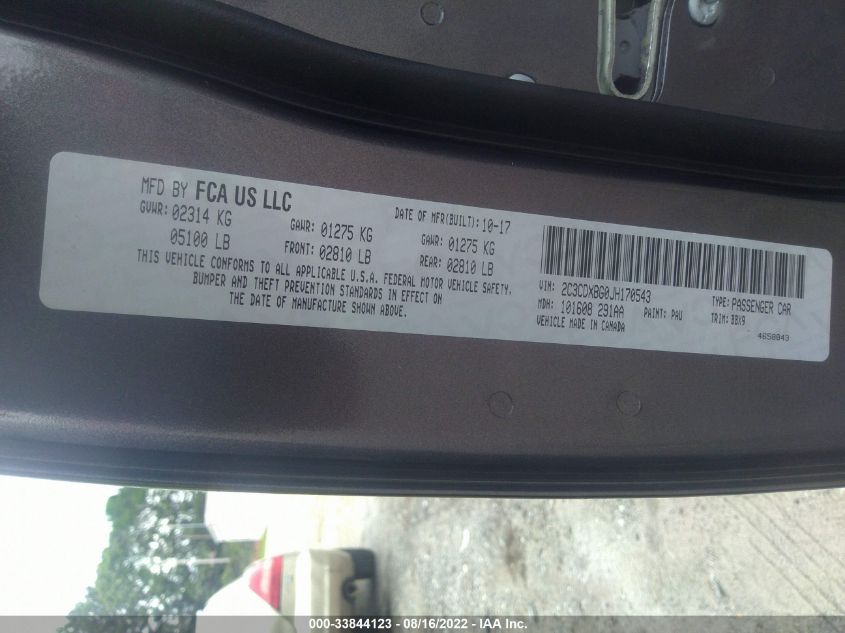 MFD BY FCA US LLC
DATE OF MFR(BUILT): 10-17
GVWR: 02314 KG
GAWR: 01275 KG
GAWR: 01275 KG
05100 LB
FRONT: 02810 LB
REAR: 02810 LB
THIS VEHICLE CONFORMS TO ALL APPLICABLE U.S.A. FEDERAL MOTOR VEHICLE SAFETY,
BUMPER AND THEFT PREVENTION STANDARDS IN EFFECT ON
THE DATE OF MANUFACTURE SHOWN ABOVE.
VIN: 2C3CDXBG0JH170543
TYPE: PASSENGER CAR
MDH: 101608 291AA
PAINT: PAU
TRIM: BBX9
VEHICLE MADE IN CANADA
4658043
000-33844123 - 08/16/2022 - IAA Inc.